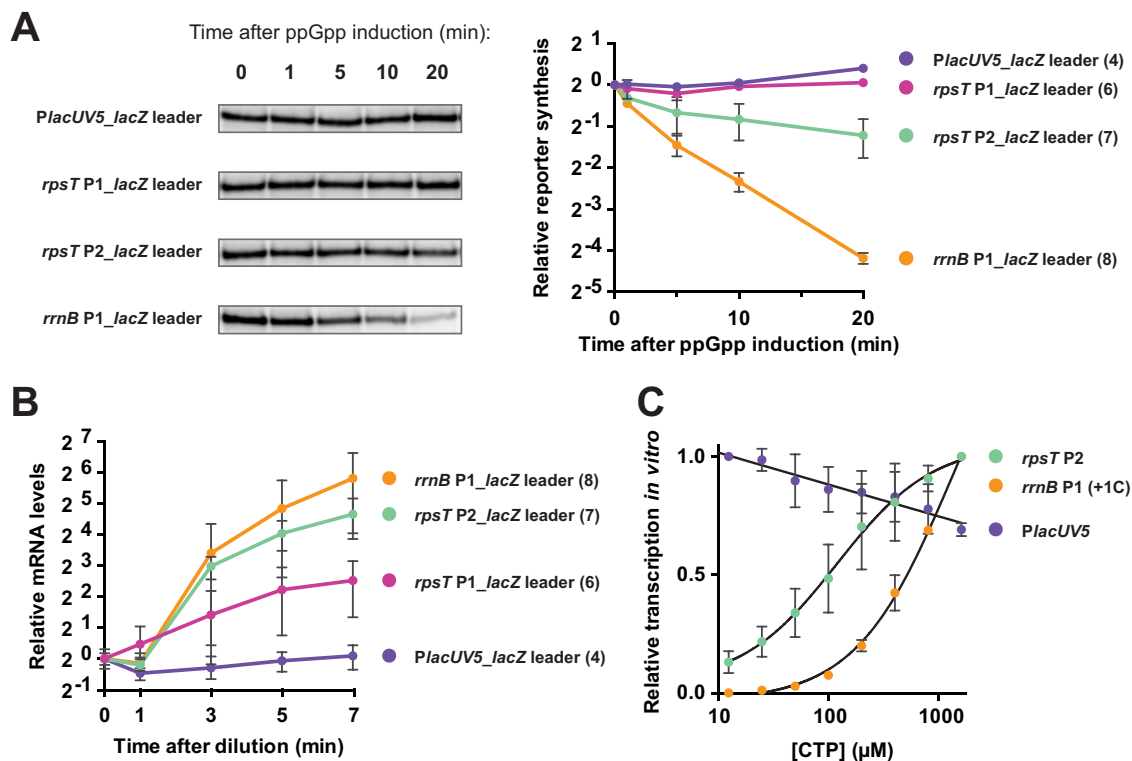 A
Time after ppGpp induction (min):
0 1 5 10 20
PlacUV5_lacZ leader
rpsT P1_lacZ leader
rpsT P2_lacZ leader
rrnB P1_lacZ leader
Relative reporter synthesis
2 1
2 0
2 -1
2 -2
2 -3
2 -4
2 -5
0 10 20
Time after ppGpp induction (min)
PlacUV5_lacZ leader (4)
rpsT P1_lacZ leader (6)
rpsT P2_lacZ leader (7)
rrnB P1_lacZ leader (8)
B
Relative mRNA levels
2 7
2 6
2 5
2 4
2 3
2 2
2 1
2 0
2 -1
0 1 3 5 7
Time after dilution (min)
rrnB P1_lacZ leader (8)
rpsT P2_lacZ leader (7)
rpsT P1_lacZ leader (6)
PlacUV5_lacZ leader (4)
C
Relative transcription in vitro
1.0
0.5
0.0
10 100 1000
[CTP] (µM)
rpsT P2
rrnB P1 (+1C)
PlacUV5